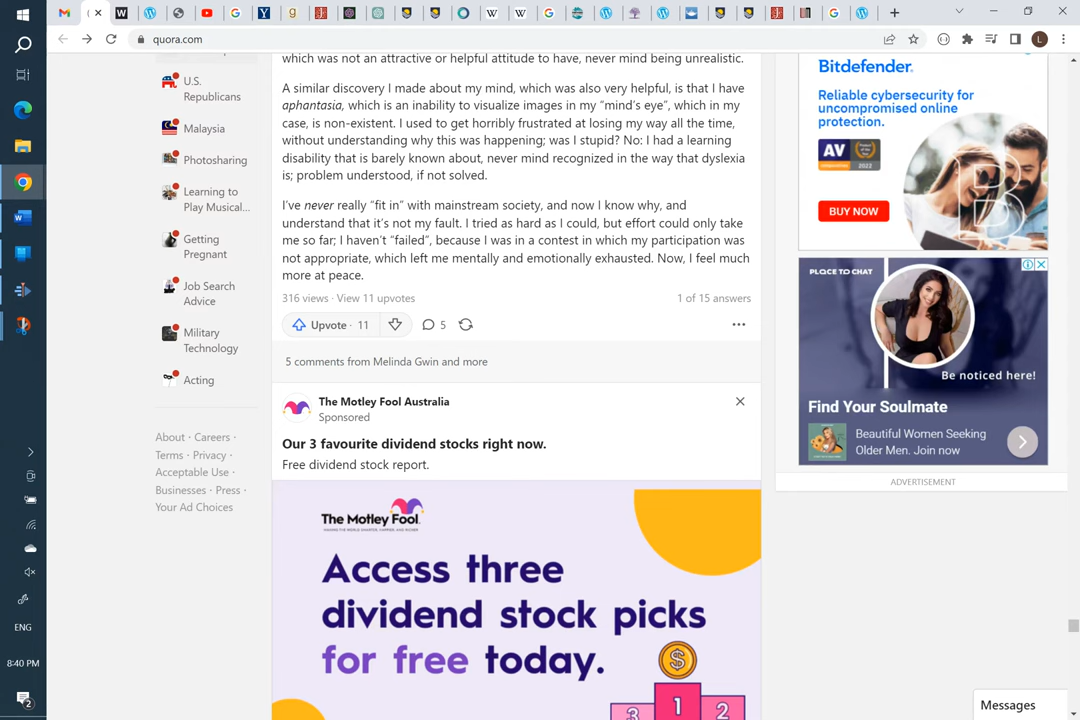 quora.com
L
which was not an attractive or helpful attitude to have, never mind being unrealistic.
A similar discovery I made about my mind, which was also very helpful, is that I have
aphantasia, which is an inability to visualize images in my “mind’s eye”, which in my
case, is non-existent. I used to get horribly frustrated at losing my way all the time,
without understanding why this was happening; was I stupid? No: I had a learning
disability that is barely known about, never mind recognized in the way that dyslexia
is; problem understood, if not solved.
I’ve never really “fit in” with mainstream society, and now I know why, and
understand that it’s not my fault. I tried as hard as I could, but effort could only take
me so far; I haven’t “failed”, because I was in a contest in which my participation was
not appropriate, which left me mentally and emotionally exhausted. Now, I feel much
more at peace.
316 views · View 11 upvotes
1 of 15 answers
Upvote · 11
5
5 comments from Melinda Gwin and more
The Motley Fool Australia
Sponsored
Our 3 favourite dividend stocks right now.
Free dividend stock report.
The Motley Fool.
Access three
dividend stock picks
for free today.
$
3 1 2
U.S.
Republicans
Malaysia
Photosharing
Learning to
Play Musical...
Getting
Pregnant
Job Search
Advice
Military
Technology
Acting
About · Careers ·
Terms · Privacy ·
Acceptable Use ·
Businesses · Press ·
Your Ad Choices
Bitdefender.
Reliable cybersecurity for
uncompromised online
protection.
AV
2022
BUY NOW
B
PLACE TO CHAT
Be noticed here!
Find Your Soulmate
Beautiful Women Seeking
Older Men. Join now
ADVERTISEMENT
Messages
ENG
8:40 PM
2